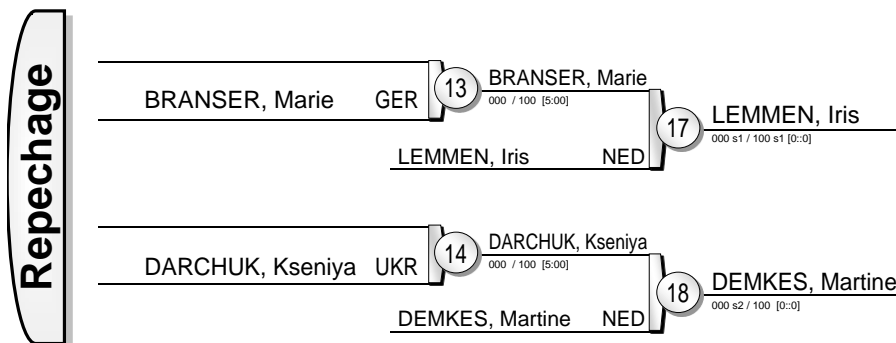 Repechage
BRANSER, Marie GER
13
BRANSER, Marie
000 / 100 [5:00]
LEMMEN, Iris NED
17
LEMMEN, Iris
000 s1 / 100 s1 [0::0]
DARCHUK, Kseniya UKR
14
DARCHUK, Kseniya
000 / 100 [5:00]
DEMKES, Martine NED
18
DEMKES, Martine
000 s2 / 100 [0::0]